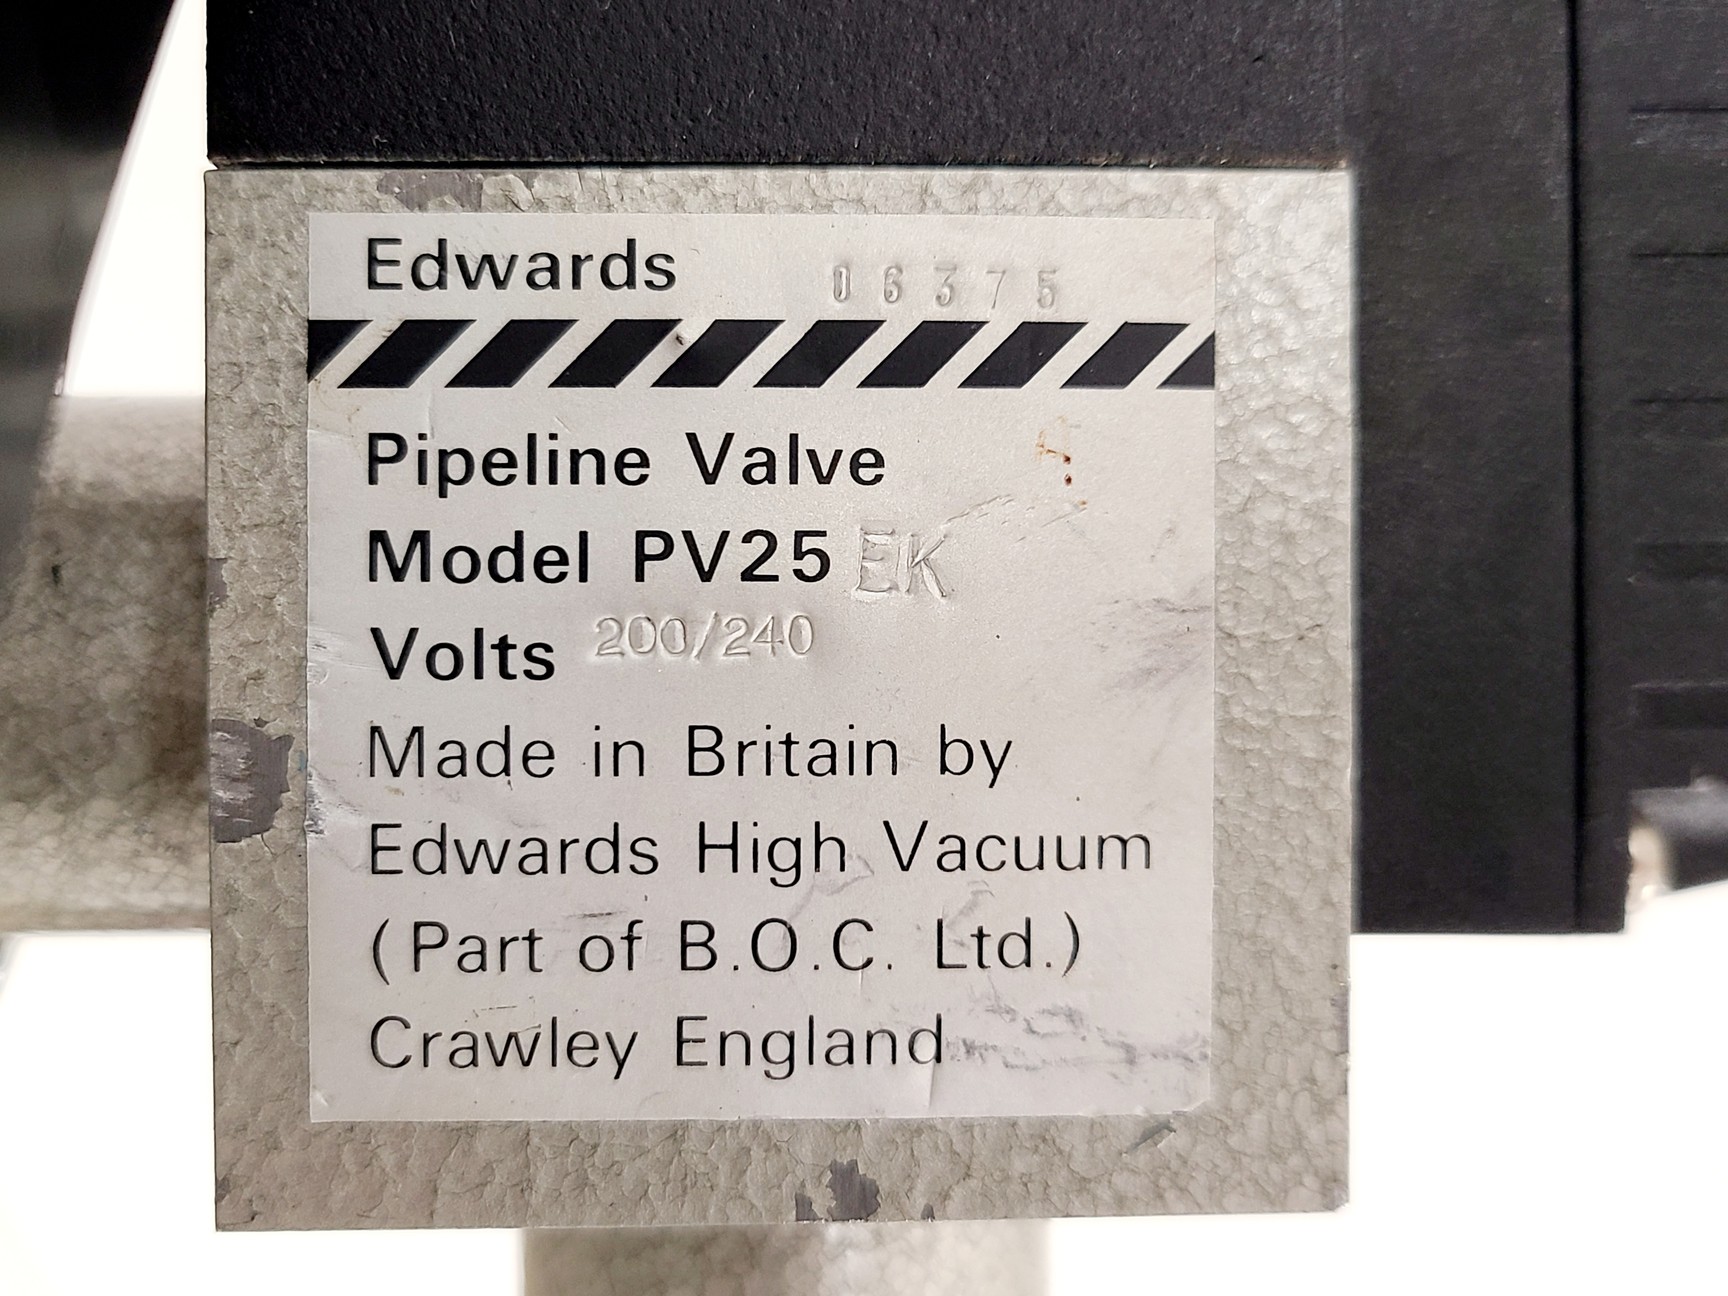 Edwards 06375
Pipeline Valve
Model PV25 EK
Volts 200/240
Made in Britain by
Edwards High Vacuum
(Part of B.O.C. Ltd.)
Crawley England